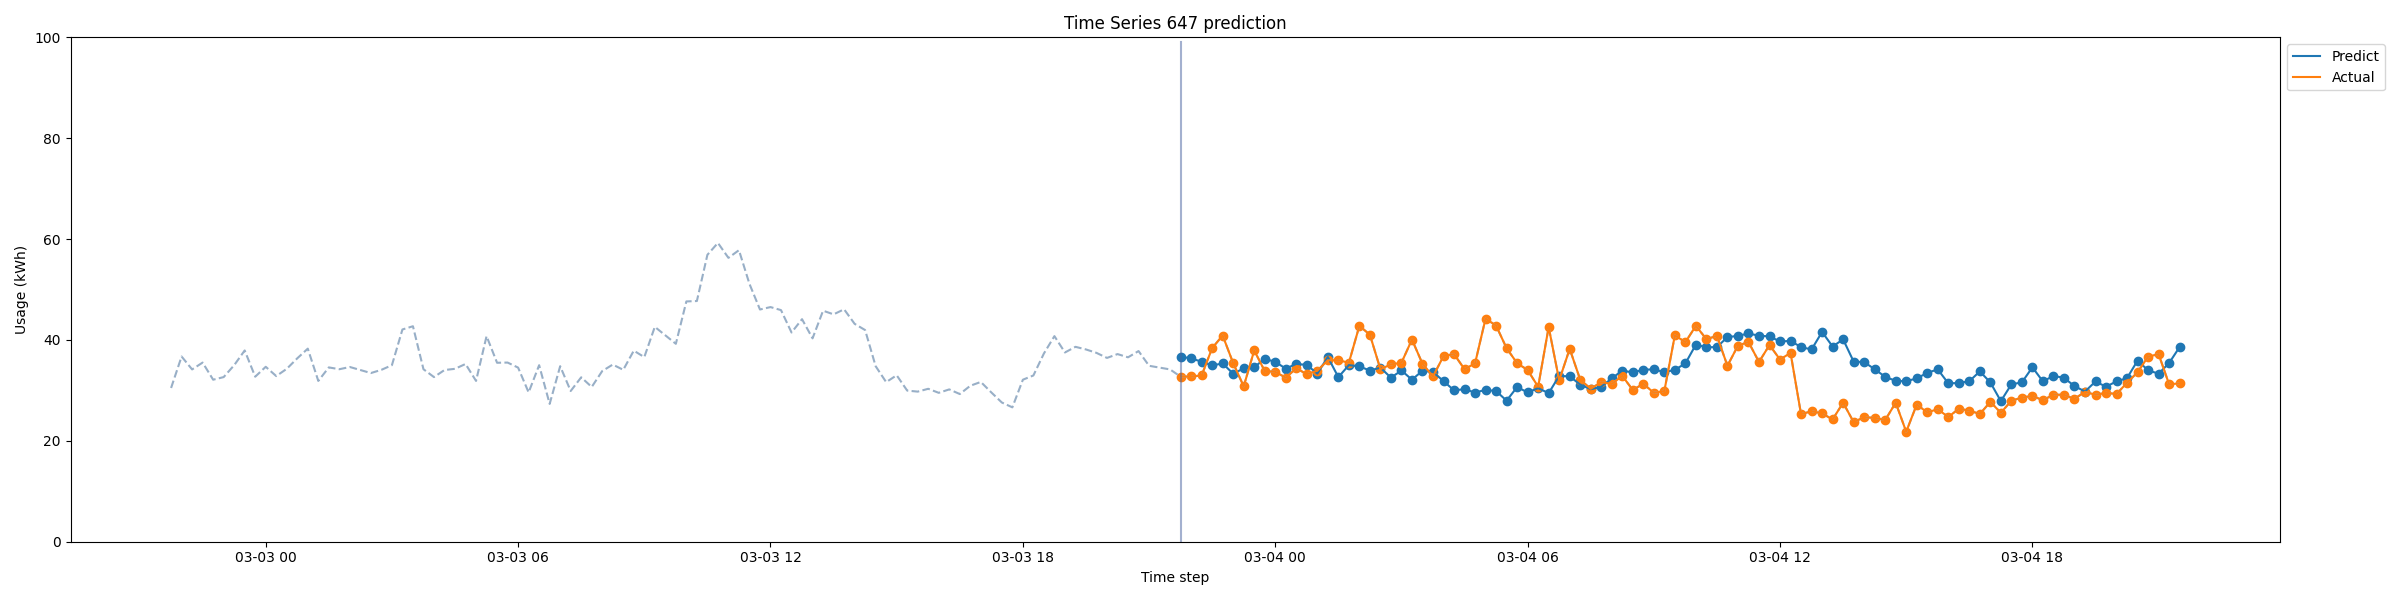 Time Series 647 prediction
Predict
Actual
100
80
60
40
20
0
Usage (kWh)
03-03 00
03-03 06
03-03 12
03-03 18
03-04 00
03-04 06
03-04 12
03-04 18
Time step